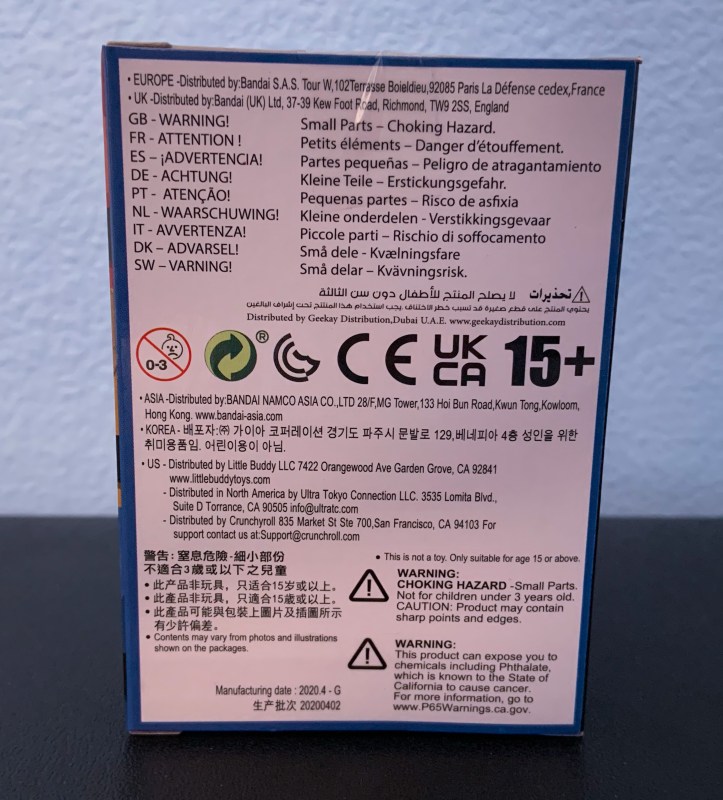 • EUROPE -Distributed by:Bandai S.A.S. Tour W,102Terrasse Boieldieu,92085 Paris La Défense cedex,France
• UK -Distributed by:Bandai (UK) Ltd, 37-39 Kew Foot Road, Richmond, TW9 2SS, England
GB - WARNING! Small Parts – Choking Hazard.
FR - ATTENTION ! Petits éléments – Danger d'étouffement.
ES – ¡ADVERTENCIA! Partes pequeñas – Peligro de atragantamiento
DE - ACHTUNG! Kleine Teile – Erstickungsgefahr.
PT - ATENÇÃO! Pequenas partes – Risco de asfixia
NL - WAARSCHUWING! Kleine onderdelen - Verstikkingsgevaar
IT - AVVERTENZA! Piccole parti – Rischio di soffocamento
DK – ADVARSEL! Små dele - Kvælningsfare
SW – VARNING! Små delar – Kvävningsrisk.
تحذيرات لا يصلح المنتج للأطفال دون سن الثالثة
يحتوي المنتج على قطع صغيرة قد تسبب خطر الاختناق. يجب استخدام هذا المنتج تحت إشراف البالغين
Distributed by Geekay Distribution,Dubai U.A.E. www.geekaydistribution.com
0-3 ® CE UK CA 15+
• ASIA -Distributed by:BANDAI NAMCO ASIA CO.,LTD 28/F,MG Tower,133 Hoi Bun Road,Kwun Tong,Kowloom,
Hong Kong. www.bandai-asia.com
• KOREA - 배포자:㈜ 가이아 코퍼레이션 경기도 파주시 문발로 129,베네피아 4층 성인을 위한
취미용품임. 어린이용이 아님.
• US - Distributed by Little Buddy LLC 7422 Orangewood Ave Garden Grove, CA 92841
www.littlebuddytoys.com
- Distributed in North America by Ultra Tokyo Connection LLC. 3535 Lomita Blvd.,
Suite D Torrance, CA 90505 info@ultratc.com
- Distributed by Crunchyroll 835 Market St Ste 700,San Francisco, CA 94103 For
support contact us at:Support@crunchroll.com
警告: 窒息危險 - 細小部份
不適合3歲或以下之兒童
• 此产品非玩具，只适合15岁或以上。
• 此產品非玩具，只適合15歲或以上。
• 此產品可能與包裝上圖片及插圖所示
有少許偏差。
• Contents may vary from photos and illustrations
shown on the packages.
Manufacturing date : 2020.4 - G
生产批次 20200402
• This is not a toy. Only suitable for age 15 or above.
WARNING:
CHOKING HAZARD -Small Parts.
Not for children under 3 years old.
CAUTION: Product may contain
sharp points and edges.
WARNING:
This product can expose you to
chemicals including Phthalate,
which is known to the State of
California to cause cancer.
For more information, go to
www.P65Warnings.ca.gov.